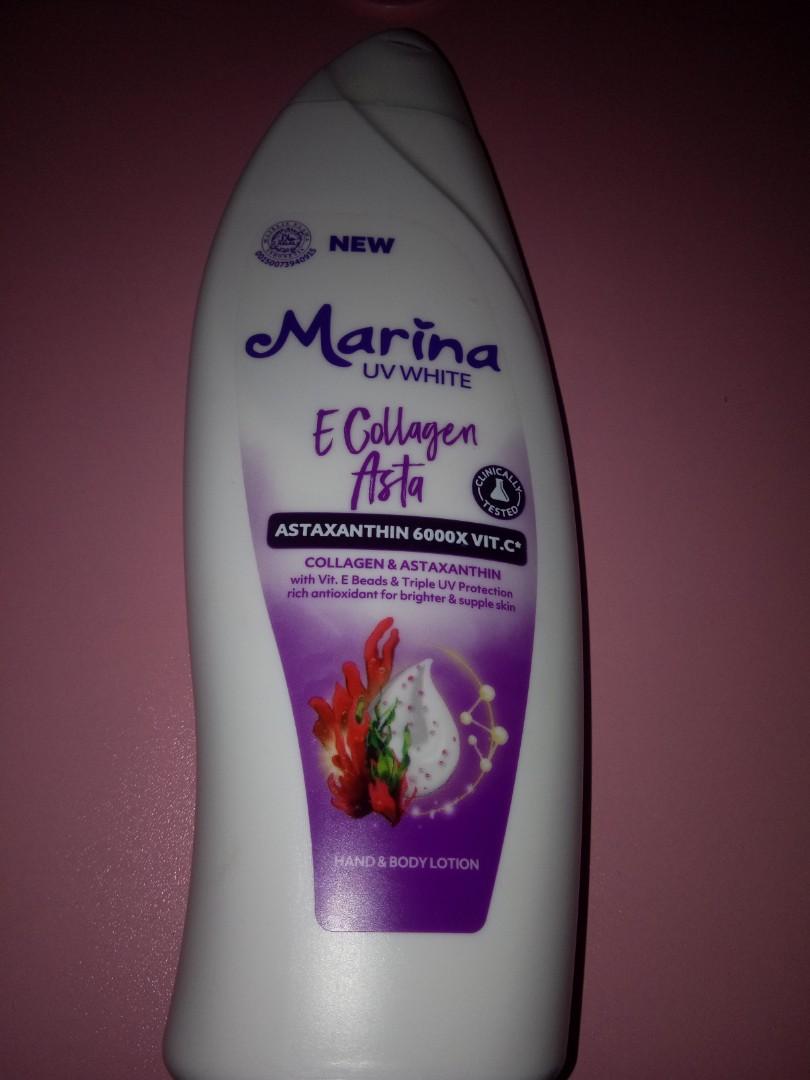 NEW
00150073940915
Marina
UV WHITE
E Collagen
Asta
CLINICALLY
TESTED
ASTAXANTHIN 6000X VIT.C*
COLLAGEN & ASTAXANTHIN
with Vit. E Beads & Triple UV Protection
rich antioxidant for brighter & supple skin
HAND & BODY LOTION